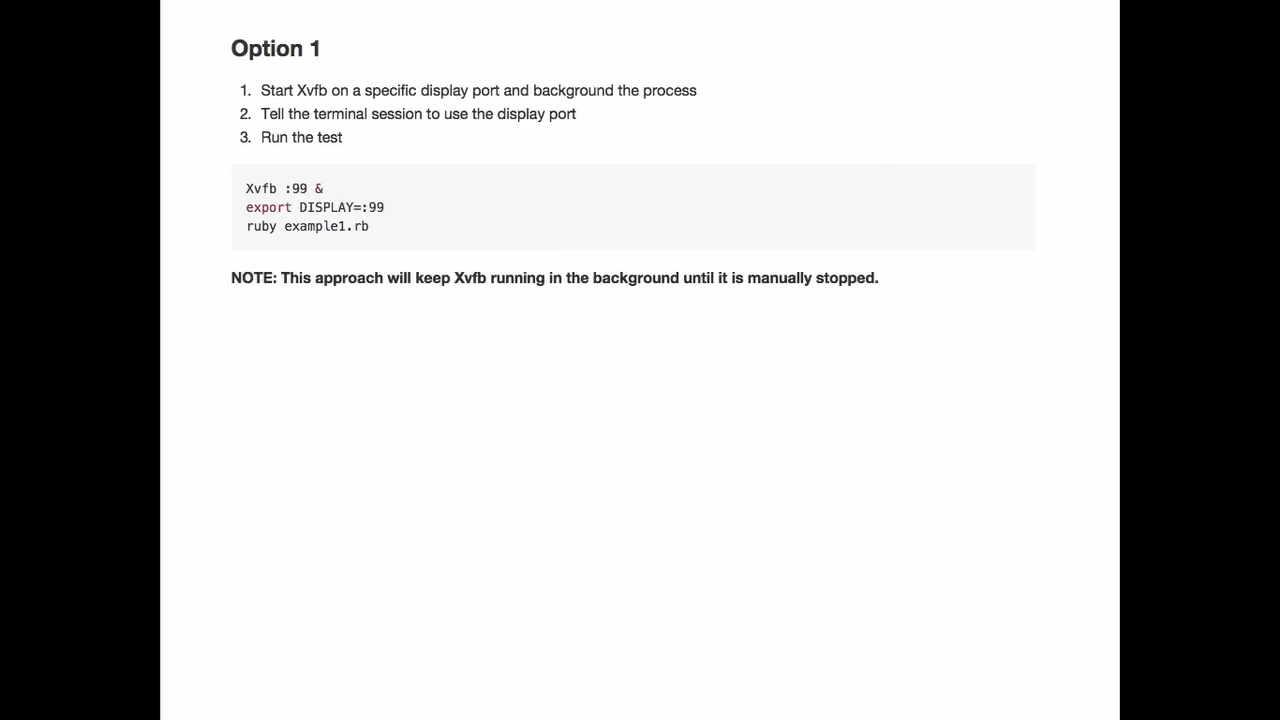 Option 1
1. Start Xvfb on a specific display port and background the process
2. Tell the terminal session to use the display port
3. Run the test
Xvfb :99 &
export DISPLAY=:99
ruby example1.rb
NOTE: This approach will keep Xvfb running in the background until it is manually stopped.